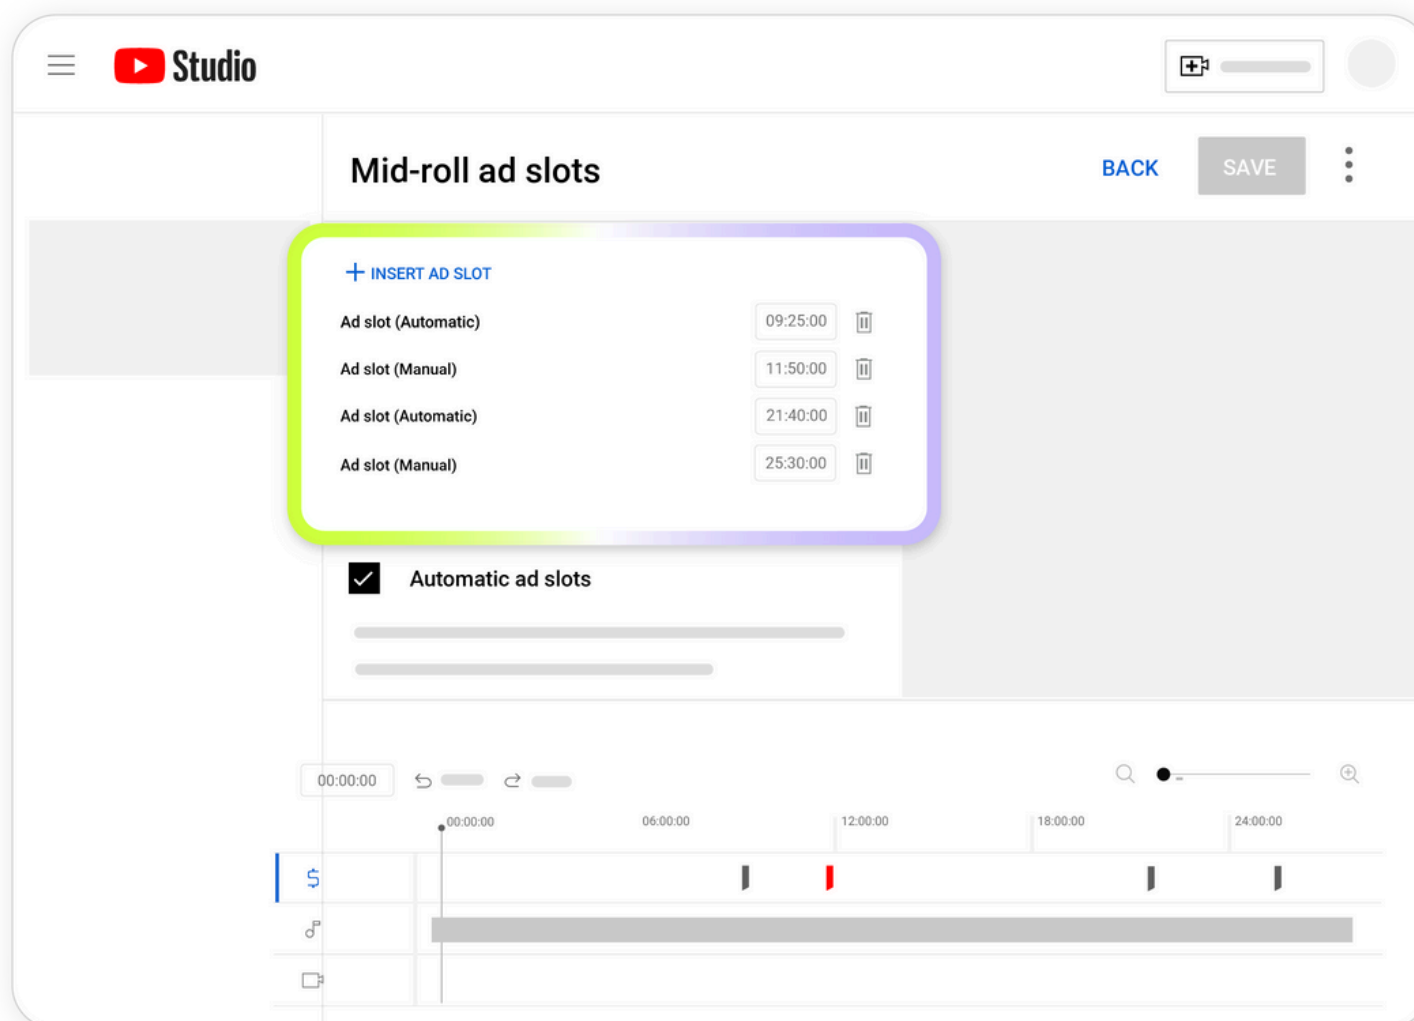 Studio
Mid-roll ad slots
BACK
SAVE
INSERT AD SLOT
Ad slot (Automatic) 09:25:00
Ad slot (Manual) 11:50:00
Ad slot (Automatic) 21:40:00
Ad slot (Manual) 25:30:00
Automatic ad slots
00:00:00
00:00:00 06:00:00 12:00:00 18:00:00 24:00:00
$